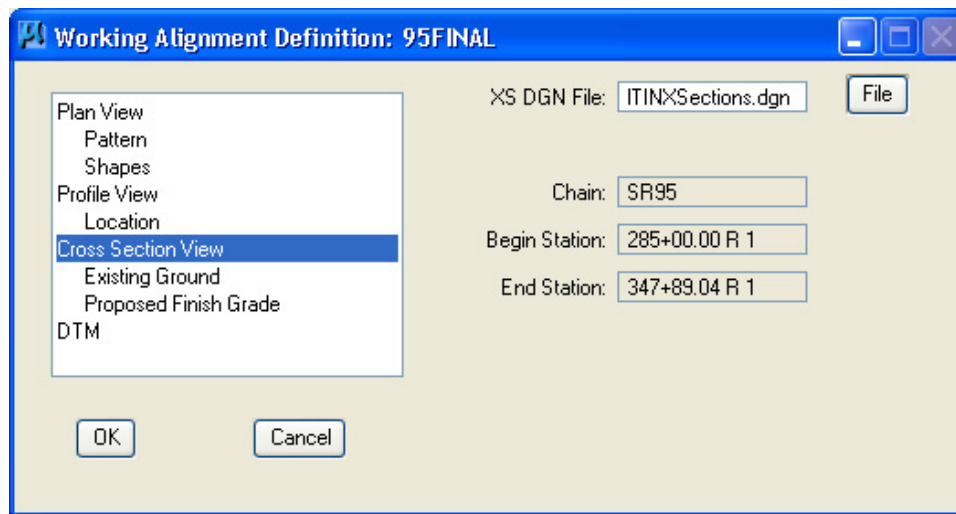 Working Alignment Definition: 95FINAL
Plan View
Pattern
Shapes
Profile View
Location
Cross Section View
Existing Ground
Proposed Finish Grade
DTM
XS DGN File: ITINXSections.dgn File
Chain: SR95
Begin Station: 285+00.00 R 1
End Station: 347+89.04 R 1
OK Cancel